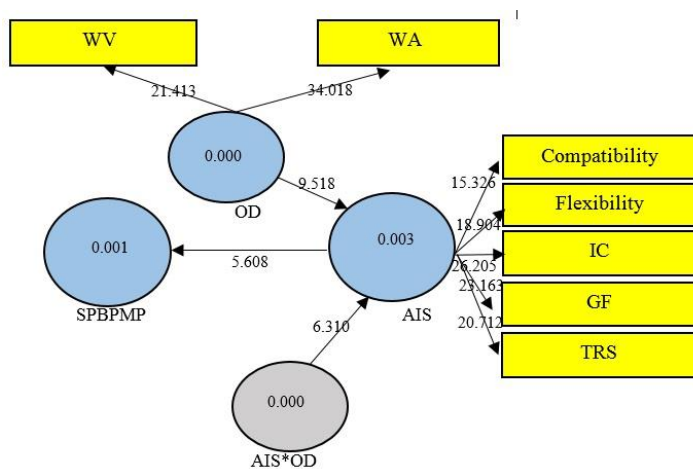 WV
WA
21.413
34.018
0.000
OD
9.518
Compatibility
15.326
Flexibility
18.904
0.001
SPBPMP
5.608
0.003
AIS
IC
26.205
23.163
GF
20.712
TRS
6.310
0.000
AIS*OD